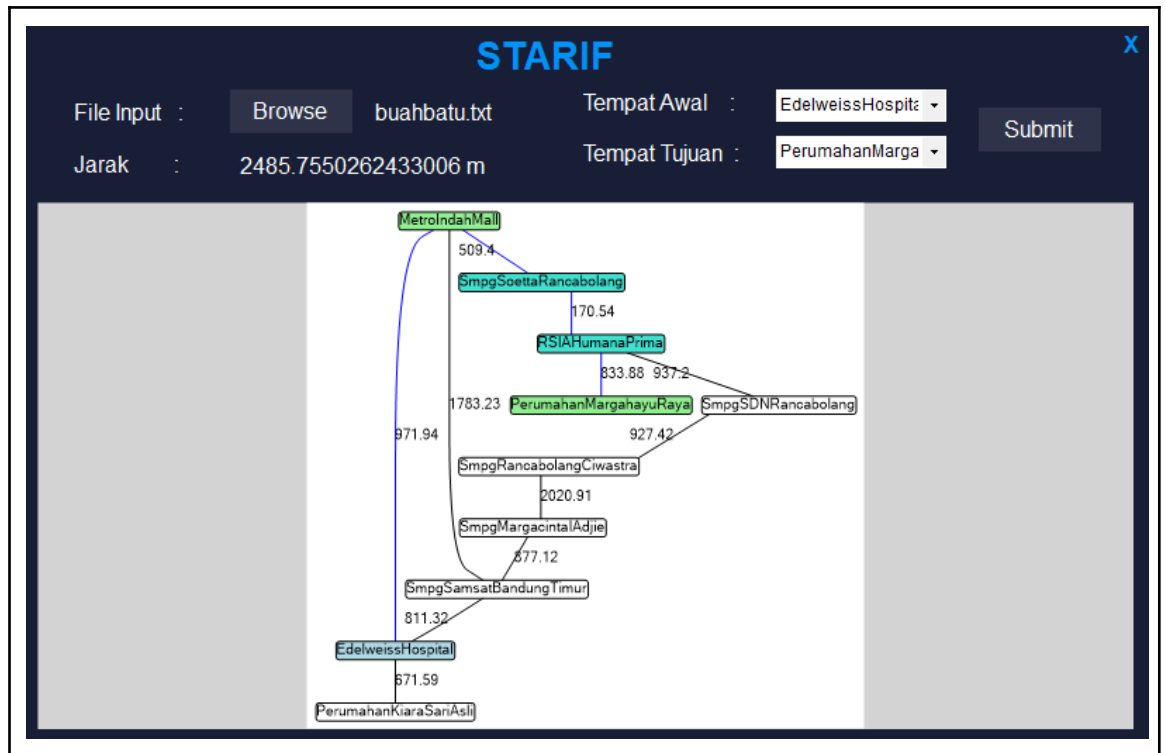 STARIF
X
File Input :
Browse
buahbatu.txt
Tempat Awal :
EdelweissHospita
Submit
Jarak :
2485.7550262433006 m
Tempat Tujuan :
PerumahanMarga
MetroIndahMall
509.4
SmpgSoettaRancabolang
170.54
RSIAHumanaPrima
833.88
937.2
1783.23
PerumahanMargahayuRaya
SmpgSDNRancabolang
971.94
927.42
SmpgRancabolangCiwastra
2020.91
SmpgMargacintaIAdjie
877.12
SmpgSamsatBandungTimur
811.32
EdelweissHospital
671.59
PerumahanKiaraSariAsli